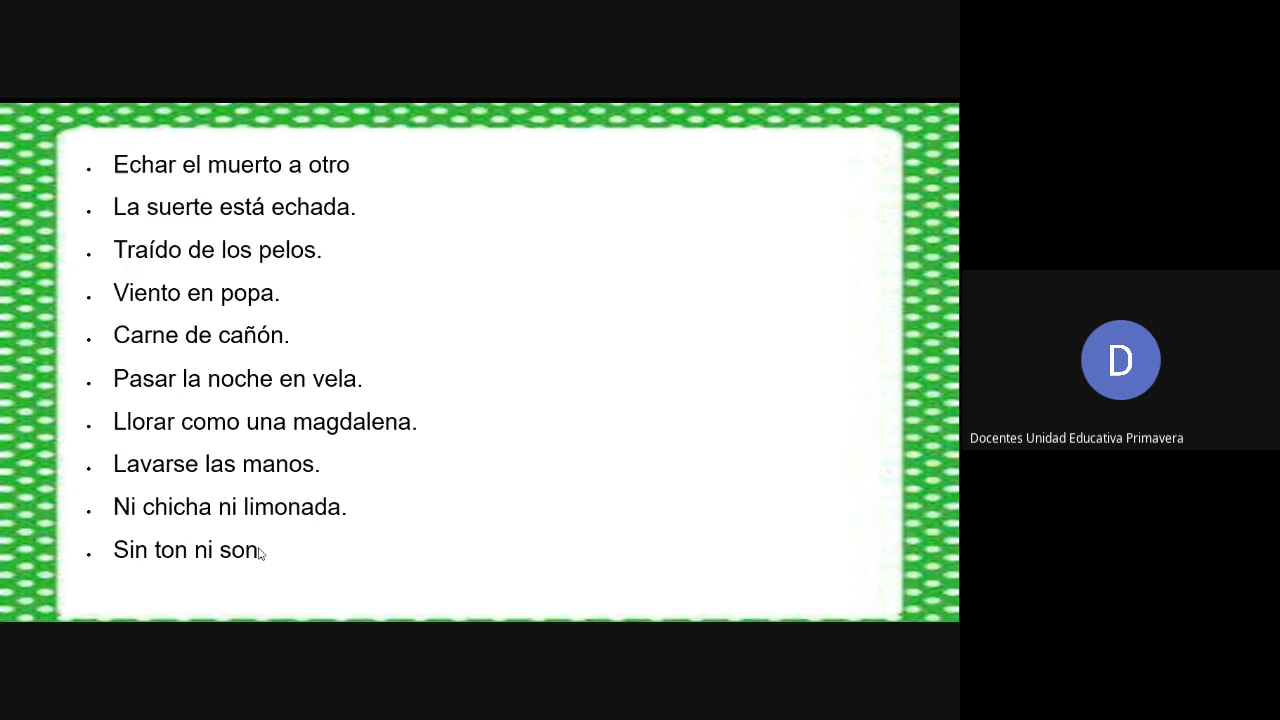 Echar el muerto a otro
La suerte está echada.
Traído de los pelos.
Viento en popa.
Carne de cañón.
Pasar la noche en vela.
Llorar como una magdalena.
Lavarse las manos.
Ni chicha ni limonada.
Sin ton ni son.
D
Docentes Unidad Educativa Primavera